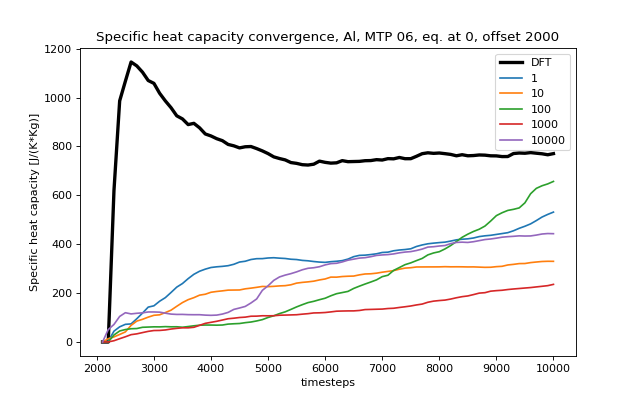 Specific heat capacity convergence, Al, MTP 06, eq. at 0, offset 2000
Specific heat capacity [J/(K*Kg)]
1200
1000
800
600
400
200
0
DFT
1
10
100
1000
10000
2000 3000 4000 5000 6000 7000 8000 9000 10000
timesteps